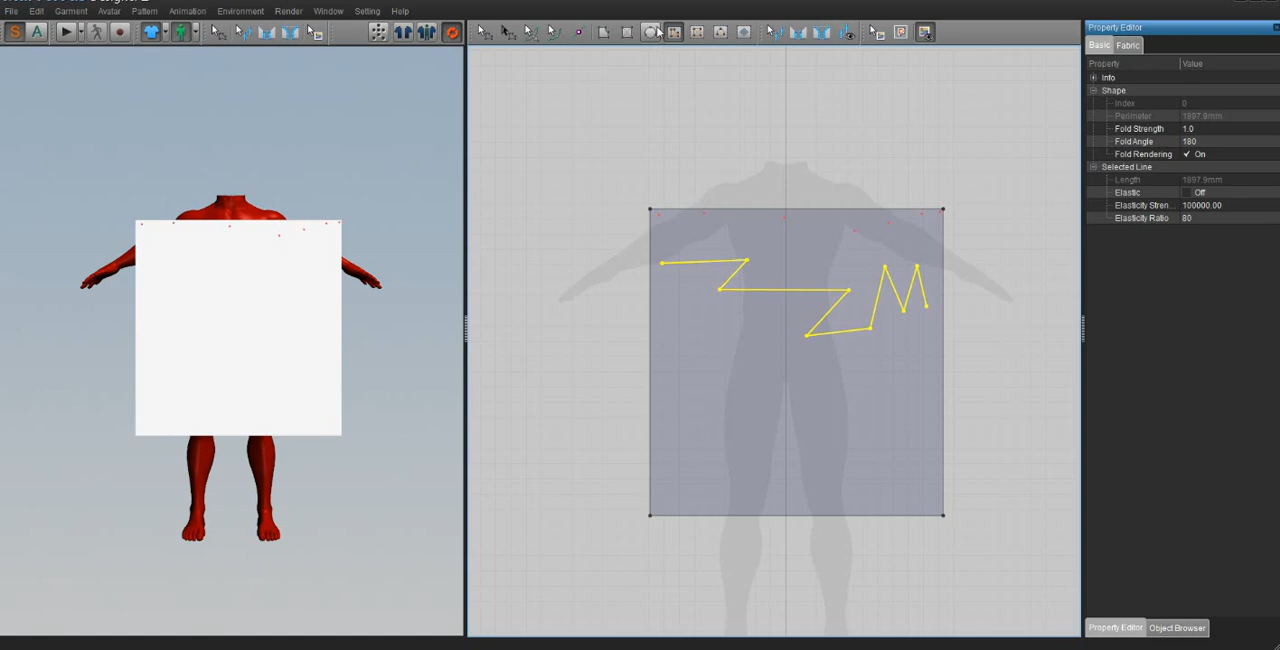 File Edit Garment Avatar Pattern Animation Environment Render Window Setting Help
S A
Property Editor
Basic Fabric
Property Value
Info
Shape
Index 0
Perimeter 1897.9mm
Fold Strength 1.0
Fold Angle 180
Fold Rendering On
Selected Line
Length 1897.9mm
Elastic Off
Elasticity Stren... 100000.00
Elasticity Ratio 80
Property Editor Object Browser